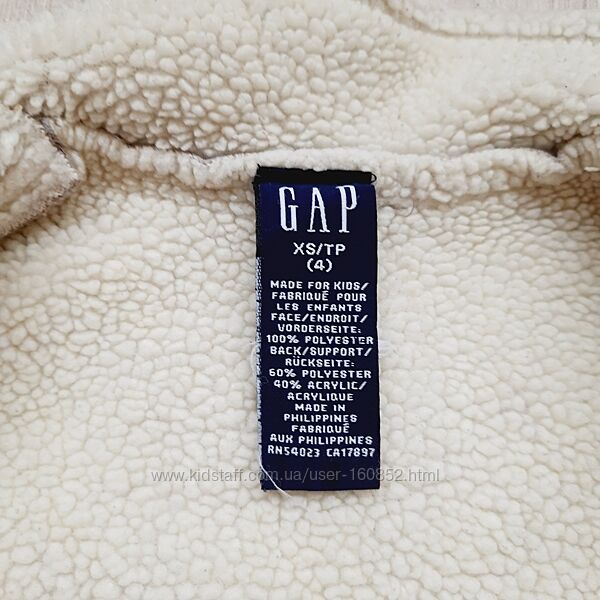 GAP
XS/TP
(4)
MADE FOR KIDS/
FABRIQUÉ POUR
LES ENFANTS
FACE/ENDROIT/
VORDERSEITE:
100% POLYESTER
BACK/SUPPORT/
RÜCKSEITE:
60% POLYESTER
40% ACRYLIC/
ACRYLIQUE
MADE IN
PHILIPPINES
FABRIQUÉ
AUX PHILIPPINES
RN54023 CA17897
www.kidstaff.com.ua/user-160852.html